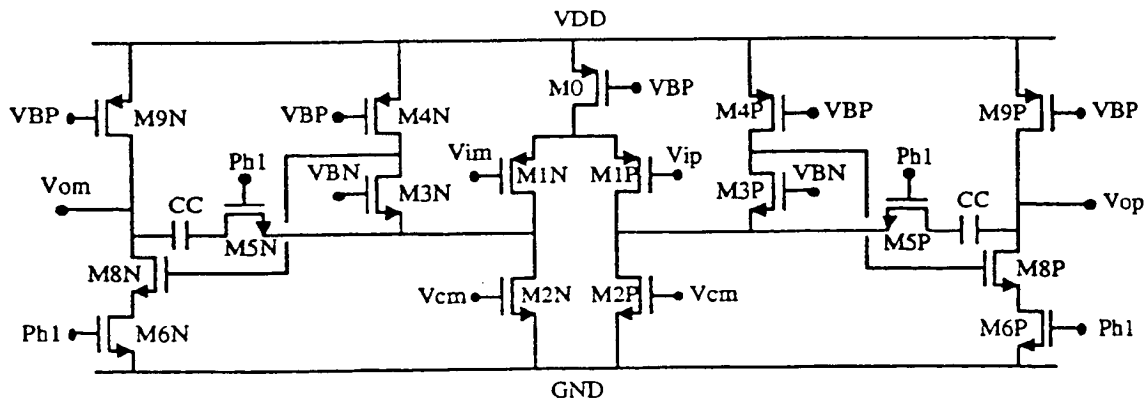 VDD
M0
VBP
VBP
M9N
VBP
M4N
M4P
VBP
M9P
VBP
Ph1
Vim
Vip
Ph1
VBN
M3N
M1N
M1P
M3P
VBN
Vom
CC
CC
Vop
M5N
M5P
M8N
M8P
Vcm
M2N
M2P
Vcm
Ph1
M6N
M6P
Ph1
GND